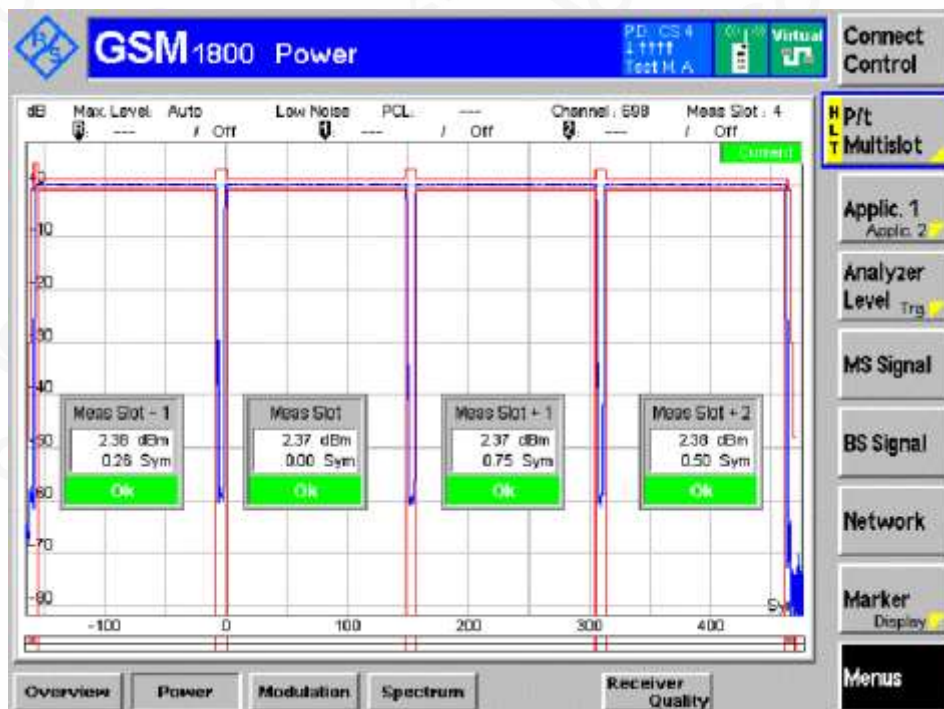 GSM 1800 Power
P.D. CS 4
↓ ↑↑↑↑
Test M. A
Virtual
Connect Control
dB Max. Level: Auto Low Noise PCL: --- Channel: 698 Meas Slot: 4
--- / Off 1 --- / Off 2 --- / Off
Current
HLT
P/t Multislot
Applic. 1
Applic. 2
Analyzer Level Trg
MS Signal
BS Signal
Network
Marker
Display
Menus
-10
-20
-30
-40
-50
-60
-70
-80
Meas Slot - 1
2.38 dBm
0.26 Sym
Ok
Meas Slot
2.37 dBm
0.00 Sym
Ok
Meas Slot + 1
2.37 dBm
0.75 Sym
Ok
Meas Slot + 2
2.38 dBm
0.50 Sym
Ok
-100 0 100 200 300 400
Overview Power Modulation Spectrum Receiver Quality